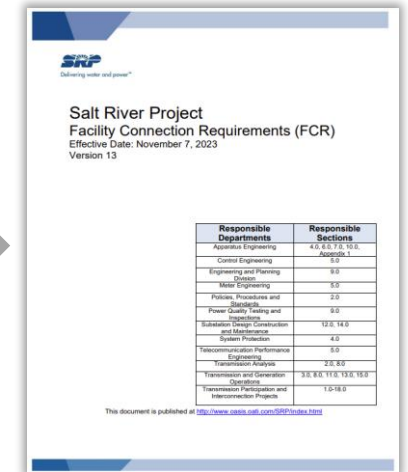 SRP
Delivering water and power™
Salt River Project
Facility Connection Requirements (FCR)
Effective Date: November 7, 2023
Version 13
Responsible Departments
Responsible Sections
Apparatus Engineering
4.0, 6.0, 7.0, 10.0, Appendix 1
Control Engineering
5.0
Engineering and Planning Division
9.0
Meter Engineering
5.0
Policies, Procedures and Standards
2.0
Power Quality Testing and Inspections
9.0
Substation Design Construction and Maintenance
12.0, 14.0
System Protection
4.0
Telecommunication Performance Engineering
5.0
Transmission Analysis
2.0, 8.0
Transmission and Generation Operations
3.0, 8.0, 11.0, 13.0, 15.0
Transmission Participation and Interconnection Projects
1.0-18.0
This document is published at http://www.oasis.oati.com/SRP/index.html